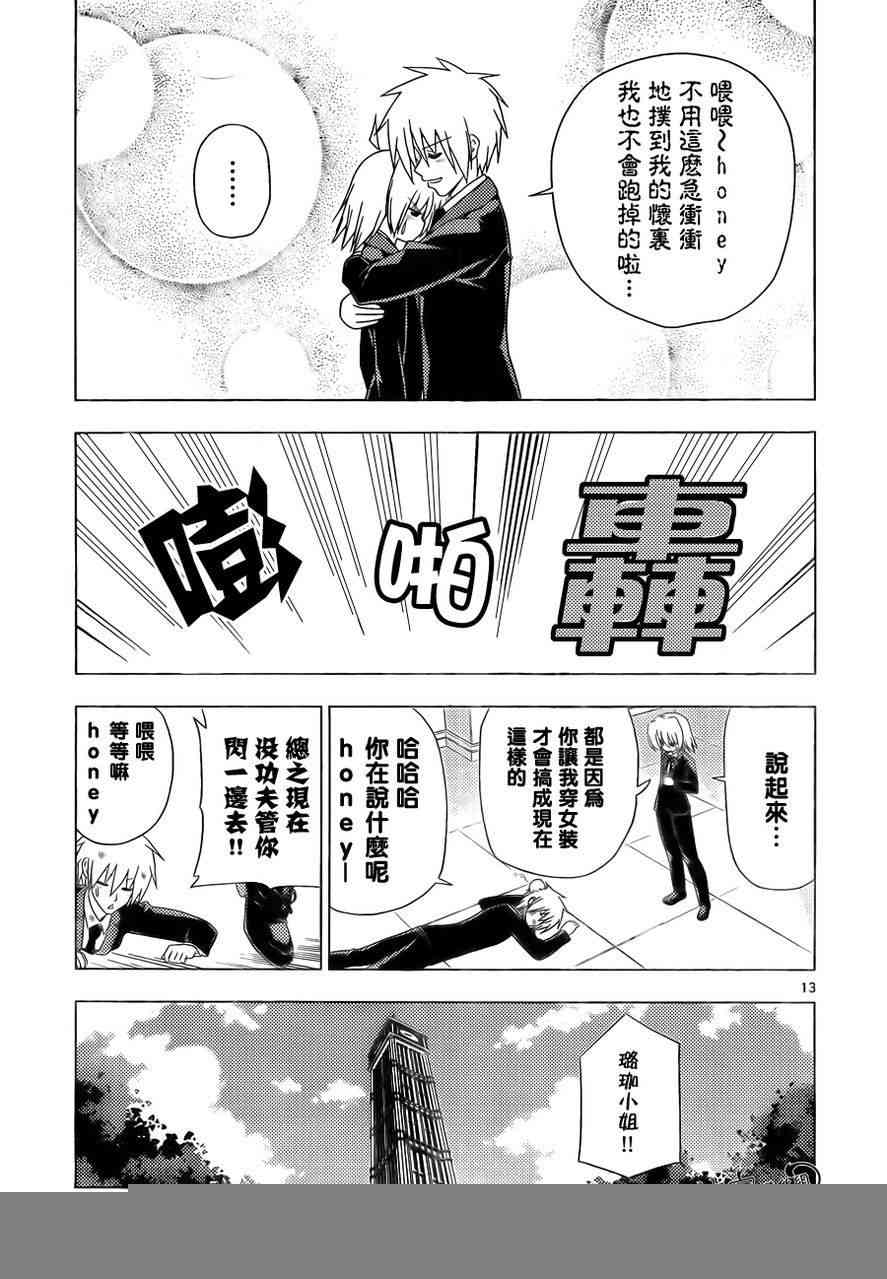 喂喂~honey
不用這麽急衝衝
地撲到我的懷裏
我也不會跑掉的啦…
……
轟
啪
嘭
說起來…
都是因爲
你讓我穿女裝
才會搞成現在
這樣的
哈哈哈
你在說什麼呢
honey—
總之現在
没功夫管你
閃一邊去!!
喂喂
等等嘛
honey
13
璐珈小姐!!